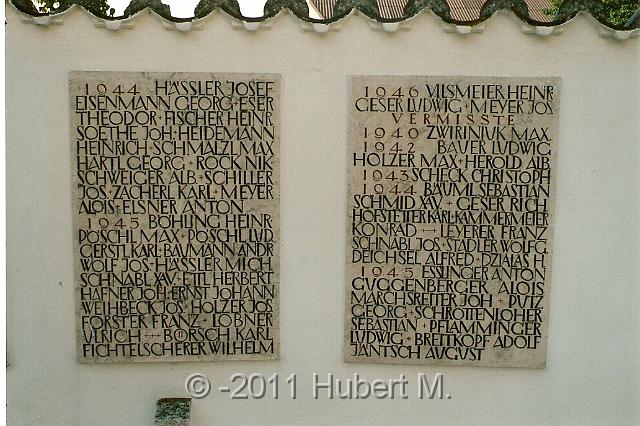 1944 HÄSSLER JOSEF
EISENMANN GEORG · ESER
THEODOR · FISCHER HEINR
SOETHE JOH · HEIDEMANN
HEINRICH · SCHMALZL MAX
HARTL GEORG · ROCK NIK
SCHWEIGER ALB · SCHILLER
JOS · ZACHERL KARL · MEYER
ALOIS · ELSNER ANTON
1945 BÖHLING HEINR
PÖSCHL MAX · PÖSCHL LUD
GERSTL KARL · BAUMANN ANDR
WOLF JOS · HÄSSLER MICH
SCHNABL XAV · ETTL HERBERT
HAFNER JOH · ERNST JOHANN
WEIHBECK JOS · HOLZER JOS
FORSTER FRANZ · LOBNER
ULRICH · BORSCH KARL
FICHTELSCHERER WILHELM
1946 VILSMEIER HEINR
GESER LUDWIG · MEYER JOS
VERMISSTE
1940 ZWIRINIUK MAX
1942 BAUER LUDWIG
HOLZER MAX · HEROLD ALB
1943 SCHECK CHRISTOPH
1944 BÄUML SEBASTIAN
SCHMID XAV · GESER RICH
HOFSTETTER KARL KAMMERMEIER
KONRAD · LEYERER FRANZ
SCHNABL JOS · STADLER WOLFG
DEICHSEL ALFRED · DZIALAS H.
1945 ESSLINGER ANTON
GUGGENBERGER ALOIS
MARCHSREITER JOH · PUTZ
GEORG · SCHROTTENLOHER
SEBASTIAN · PFLAMMINGER
LUDWIG · BREITKOPF ADOLF
JÄNTSCH AUGUST
© -2011 Hubert M.